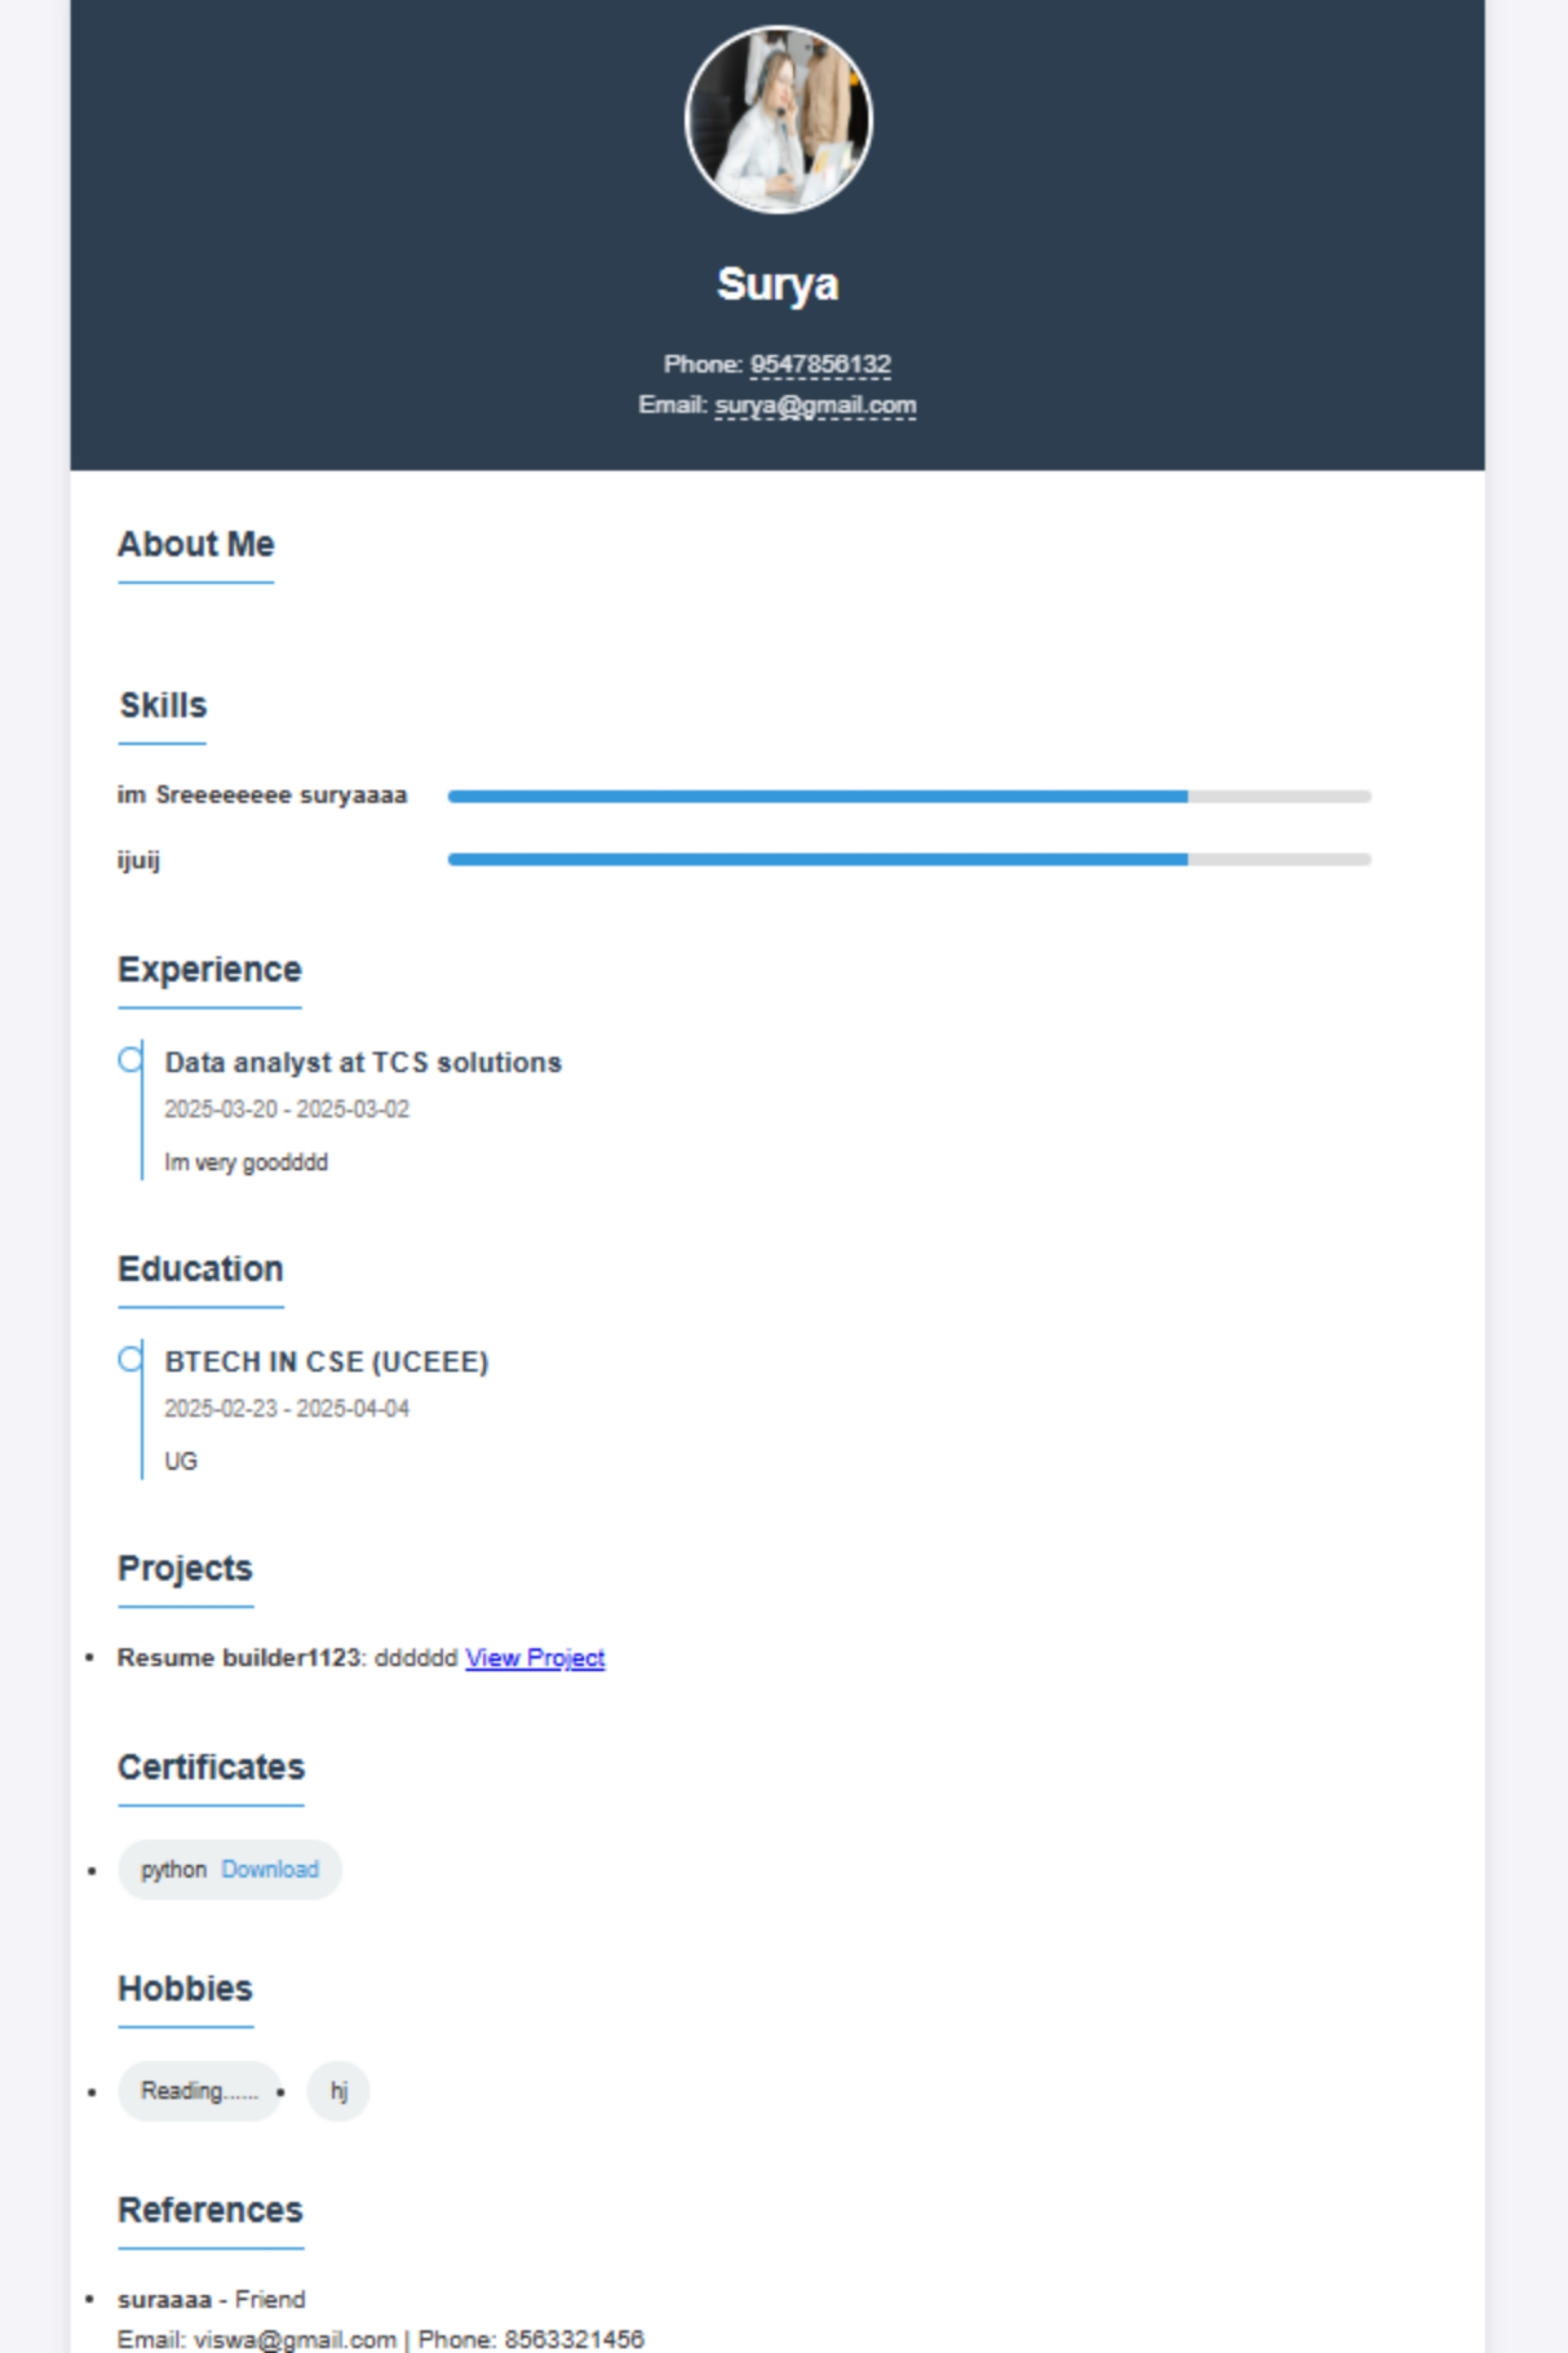 Surya
Phone: 9547856132
Email: surya@gmail.com
About Me
Skills
im Sreeeeeeee suryaaaa
ijuij
Experience
Data analyst at TCS solutions
2025-03-20 - 2025-03-02
Im very goodddd
Education
BTECH IN CSE (UCEEE)
2025-02-23 - 2025-04-04
UG
Projects
• Resume builder1123: dddddd View Project
Certificates
• python Download
Hobbies
• Reading...... • hj
References
• suraaaa - Friend
Email: viswa@gmail.com | Phone: 8563321456